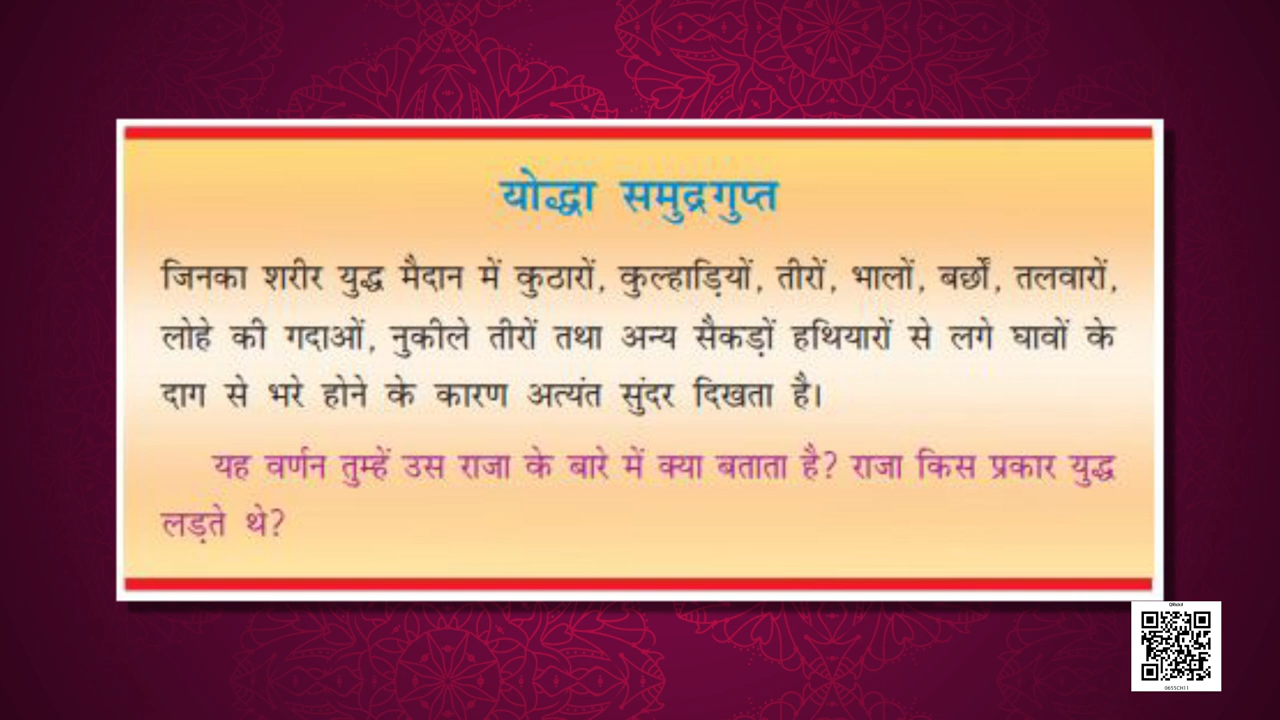 योद्धा समुद्रगुप्त
जिनका शरीर युद्ध मैदान में कुठारों, कुल्हाड़ियों, तीरों, भालों, बर्छों, तलवारों,
लोहे की गदाओं, नुकीले तीरों तथा अन्य सैकड़ों हथियारों से लगे घावों के
दाग से भरे होने के कारण अत्यंत सुंदर दिखता है।
यह वर्णन तुम्हें उस राजा के बारे में क्या बताता है? राजा किस प्रकार युद्ध
लड़ते थे?
0655CH11